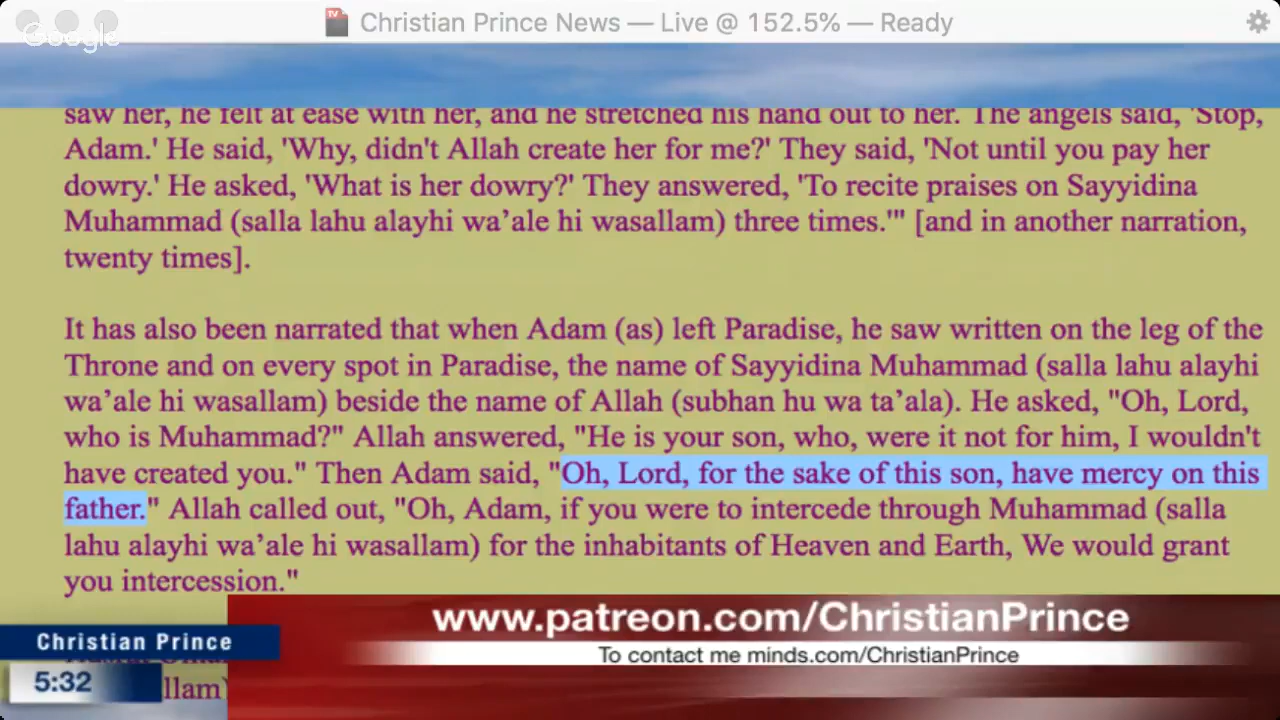 Christian Prince News — Live @ 152.5% — Ready
Google
saw her, he felt at ease with her, and he stretched his hand out to her. The angels said, 'Stop,
Adam.' He said, 'Why, didn't Allah create her for me?' They said, 'Not until you pay her
dowry.' He asked, 'What is her dowry?' They answered, 'To recite praises on Sayyidina
Muhammad (salla lahu alayhi wa’ale hi wasallam) three times.'" [and in another narration,
twenty times].
It has also been narrated that when Adam (as) left Paradise, he saw written on the leg of the
Throne and on every spot in Paradise, the name of Sayyidina Muhammad (salla lahu alayhi
wa’ale hi wasallam) beside the name of Allah (subhan hu wa ta’ala). He asked, "Oh, Lord,
who is Muhammad?" Allah answered, "He is your son, who, were it not for him, I wouldn't
have created you." Then Adam said, "Oh, Lord, for the sake of this son, have mercy on this
father." Allah called out, "Oh, Adam, if you were to intercede through Muhammad (salla
lahu alayhi wa’ale hi wasallam) for the inhabitants of Heaven and Earth, We would grant
you intercession."
www.patreon.com/ChristianPrince
Christian Prince
To contact me minds.com/ChristianPrince
5:32